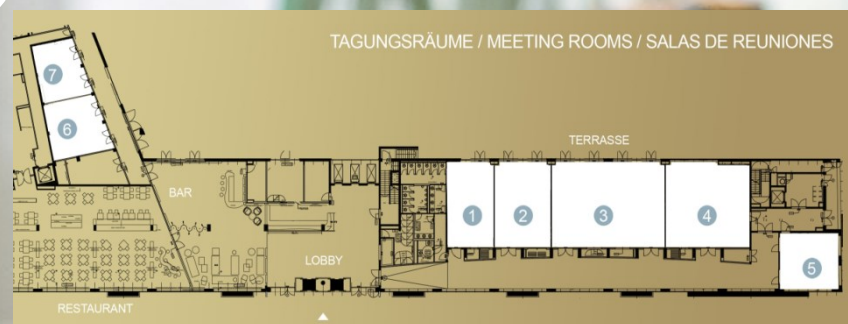 TAGUNGSRÄUME / MEETING ROOMS / SALAS DE REUNIONES
7
6
TERRASSE
BAR
1
2
3
4
LOBBY
5
RESTAURANT